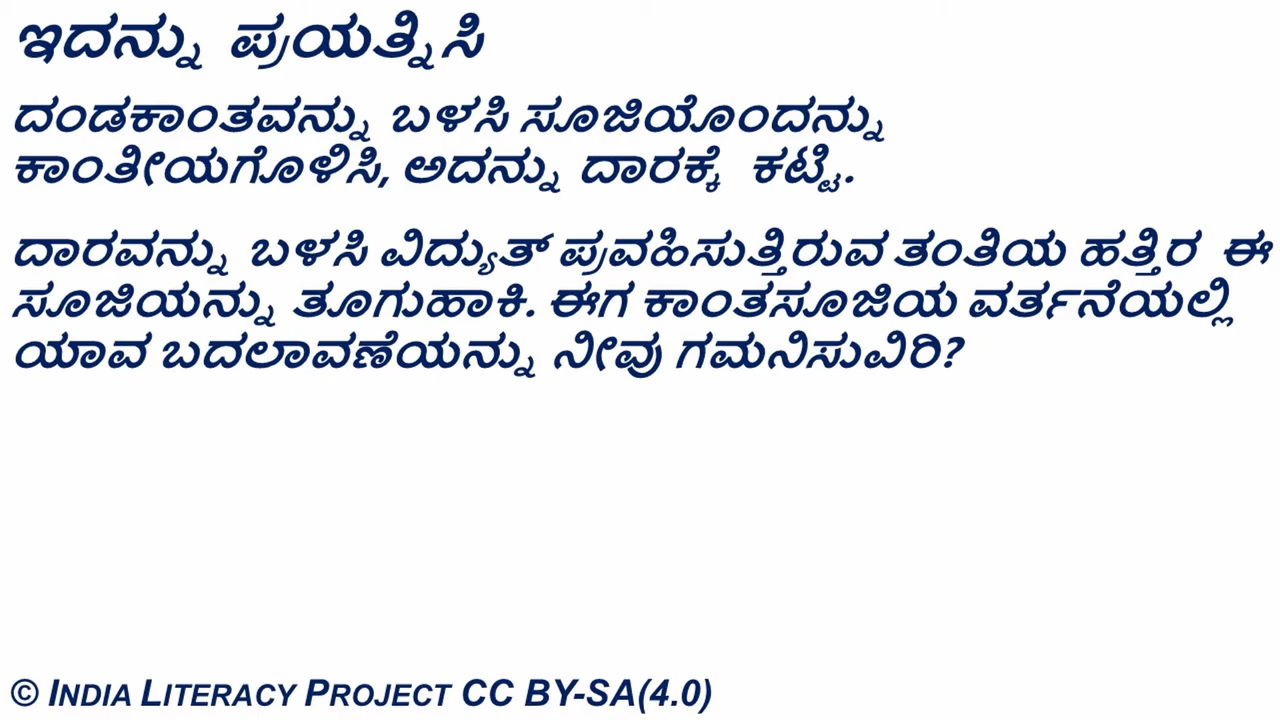 ಇದನ್ನು ಪ್ರಯತ್ನಿಸಿ
ದಂಡಕಾಂತವನ್ನು ಬಳಸಿ ಸೂಜಿಯೊಂದನ್ನು
ಕಾಂತೀಯಗೊಳಿಸಿ, ಅದನ್ನು ದಾರಕ್ಕೆ ಕಟ್ಟಿ.
ದಾರವನ್ನು ಬಳಸಿ ವಿದ್ಯುತ್ ಪ್ರವಹಿಸುತ್ತಿರುವ ತಂತಿಯ ಹತ್ತಿರ ಈ
ಸೂಜಿಯನ್ನು ತೂಗುಹಾಕಿ. ಈಗ ಕಾಂತಸೂಜಿಯ ವರ್ತನೆಯಲ್ಲಿ
ಯಾವ ಬದಲಾವಣೆಯನ್ನು ನೀವು ಗಮನಿಸುವಿರಿ?
© INDIA LITERACY PROJECT CC BY-SA(4.0)